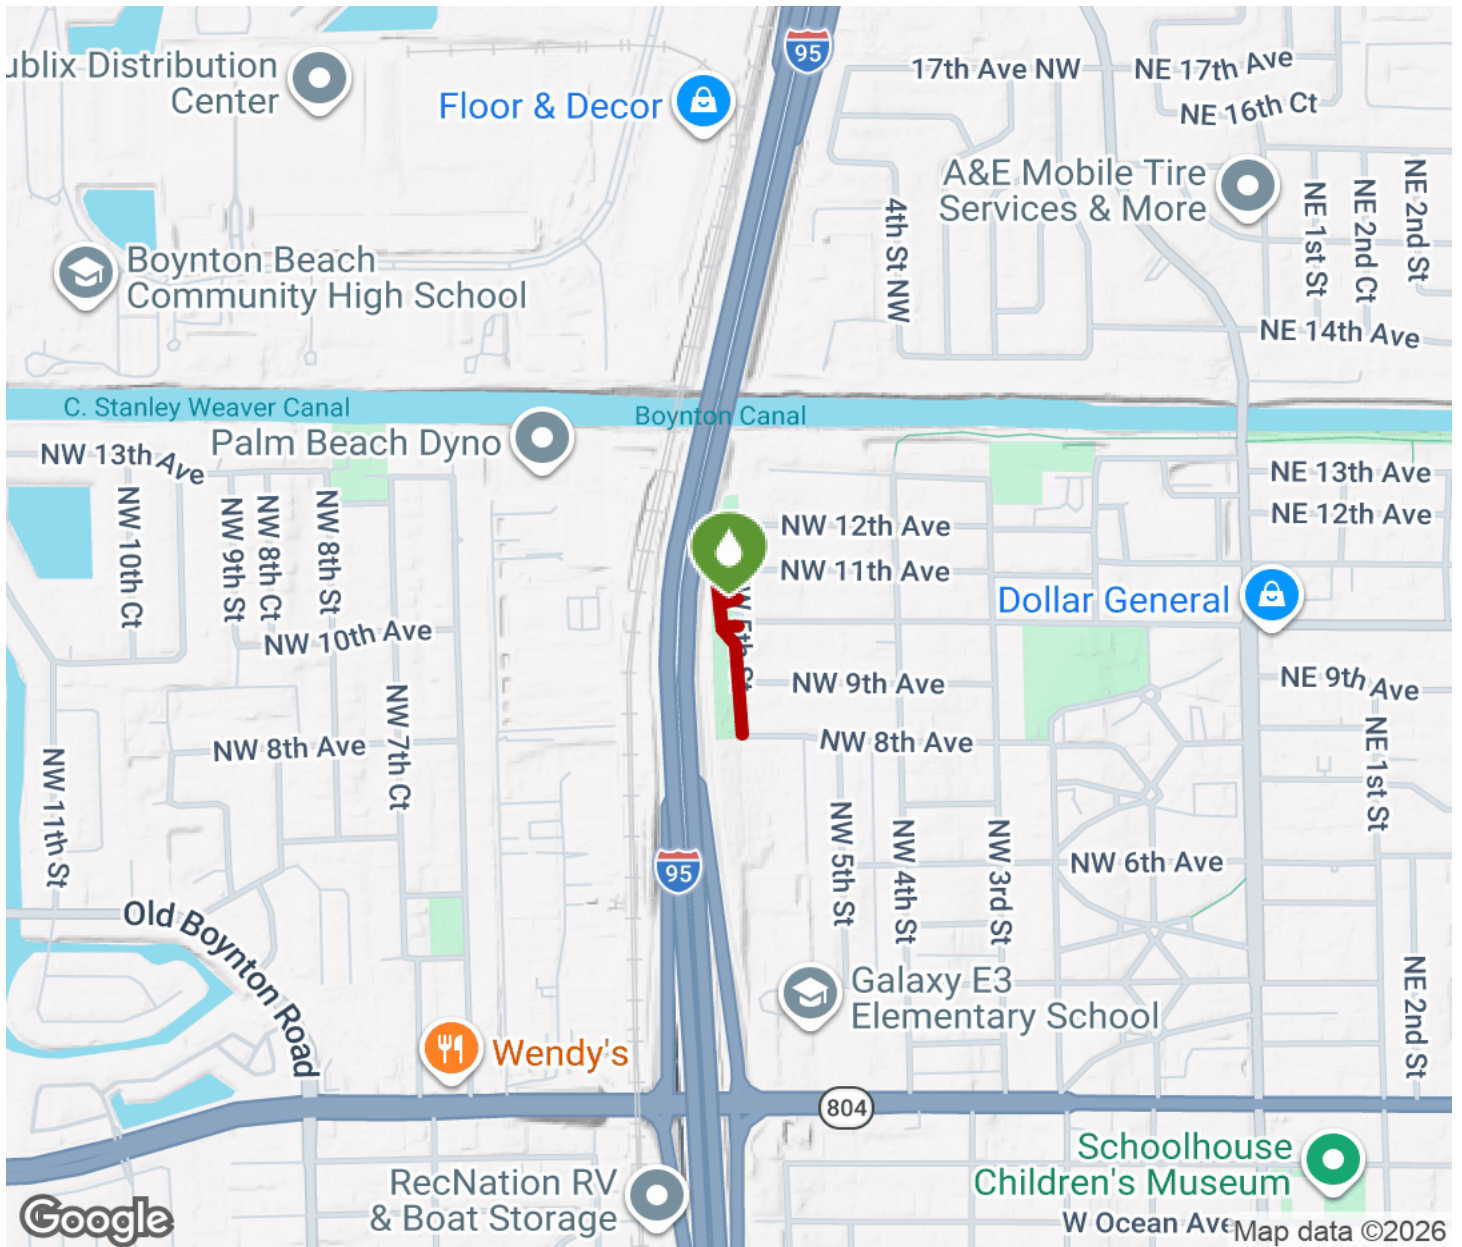 ublix Distribution
Center
Floor & Decor
95
17th Ave NW
NE 17th Ave
NE 16th Ct
A&E Mobile Tire
Services & More
4th St NW
NE 1st St
NE 2nd Ct
NE 2nd St
Boynton Beach
Community High School
NE 14th Ave
C. Stanley Weaver Canal
Boynton Canal
Palm Beach Dyno
NW 13th Ave
NE 13th Ave
NW 10th Ct
NW 9th St
NW 8th Ct
NW 8th St
NW 12th Ave
NE 12th Ave
NW 11th Ave
Dollar General
W 5th St
NW 10th Ave
NW 9th Ave
NE 9th Ave
NW 7th Ct
NW 8th Ave
NW 8th Ave
NE 1st St
NW 11th St
NW 5th St
NW 4th St
NW 3rd St
NW 6th Ave
95
Old Boynton Road
Galaxy E3
Elementary School
NE 2nd St
Wendy's
804
Schoolhouse
Children's Museum
RecNation RV
& Boat Storage
W Ocean Ave
Google
Map data ©2026